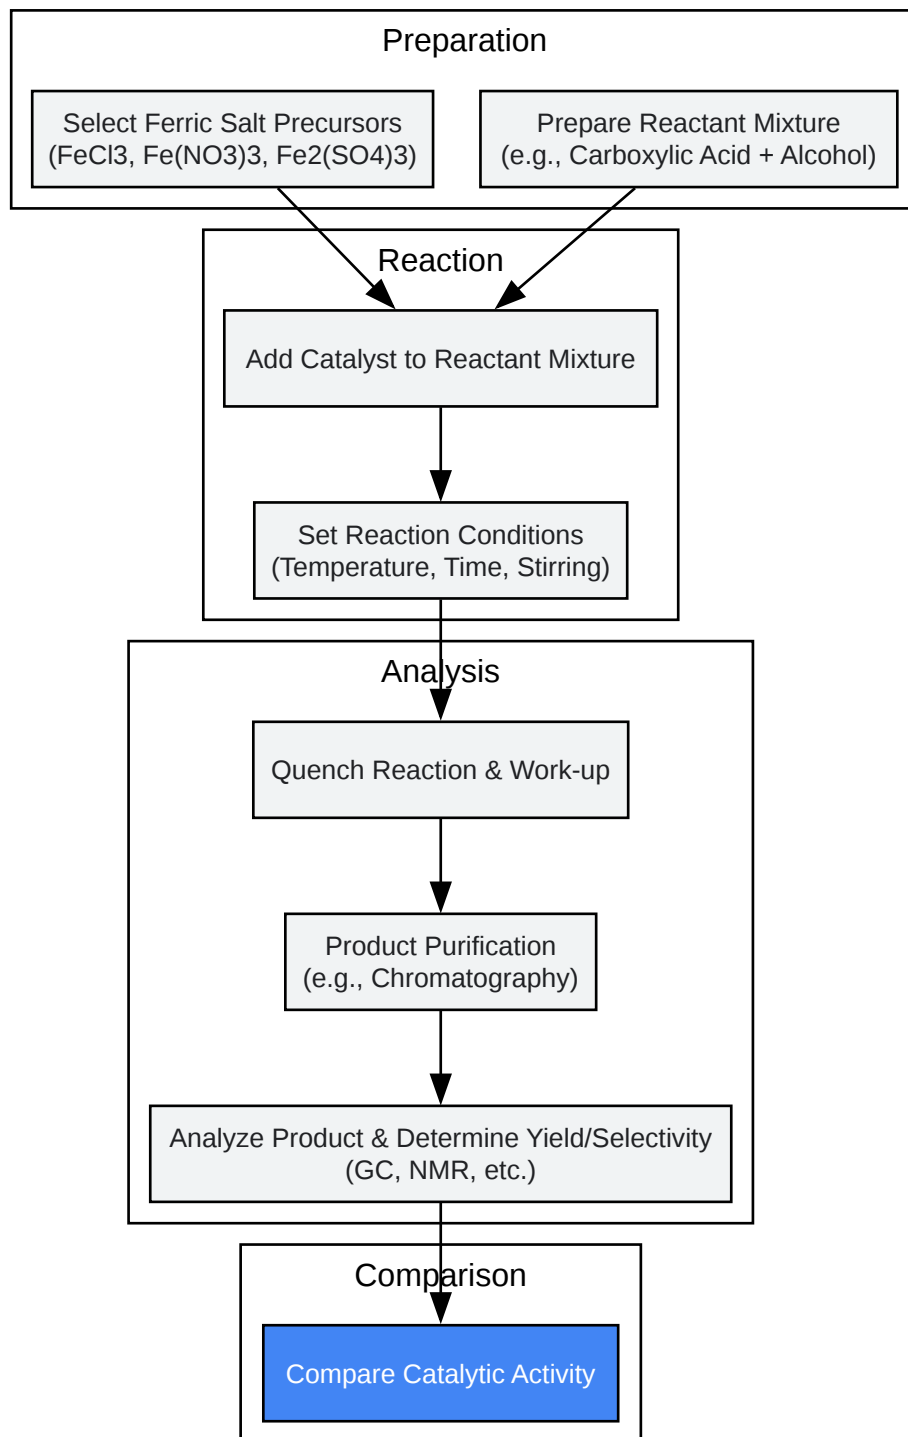 Preparation
Select Ferric Salt Precursors
(FeCl3, Fe(NO3)3, Fe2(SO4)3)
Prepare Reactant Mixture
(e.g., Carboxylic Acid + Alcohol)
Reaction
Add Catalyst to Reactant Mixture
Set Reaction Conditions
(Temperature, Time, Stirring)
Analysis
Quench Reaction & Work-up
Product Purification
(e.g., Chromatography)
Analyze Product & Determine Yield/Selectivity
(GC, NMR, etc.)
Comparison
Compare Catalytic Activity